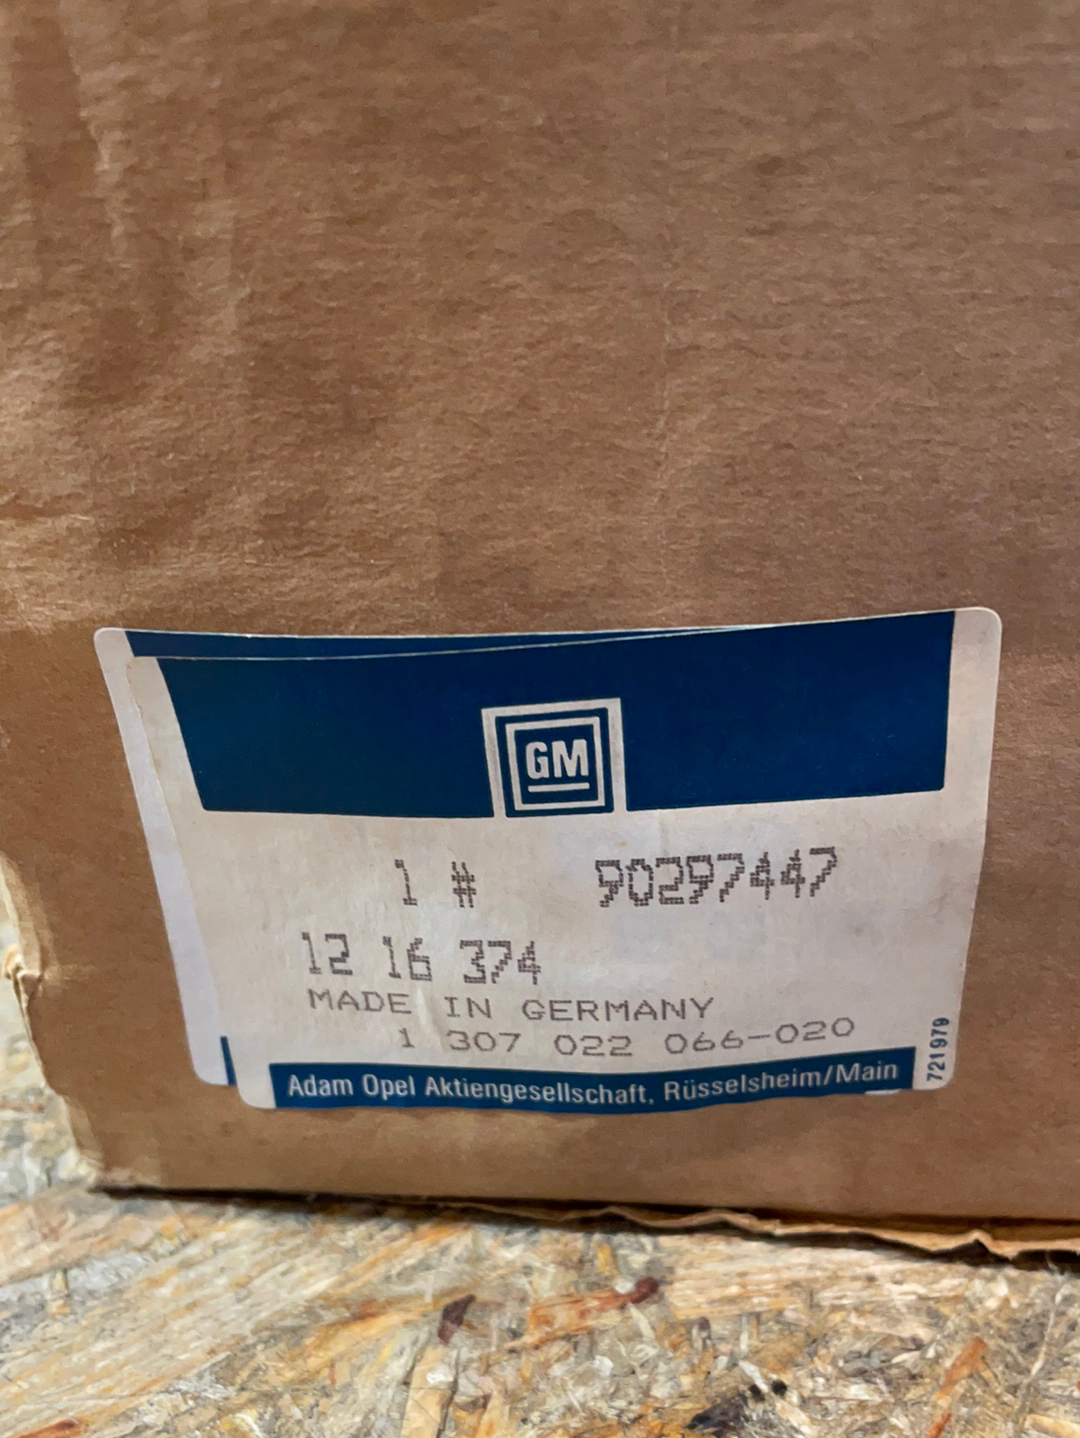 GM
1 # 90297447
12 16 374
MADE IN GERMANY
1 307 022 066-020
Adam Opel Aktiengesellschaft, Rüsselsheim/Main
721979